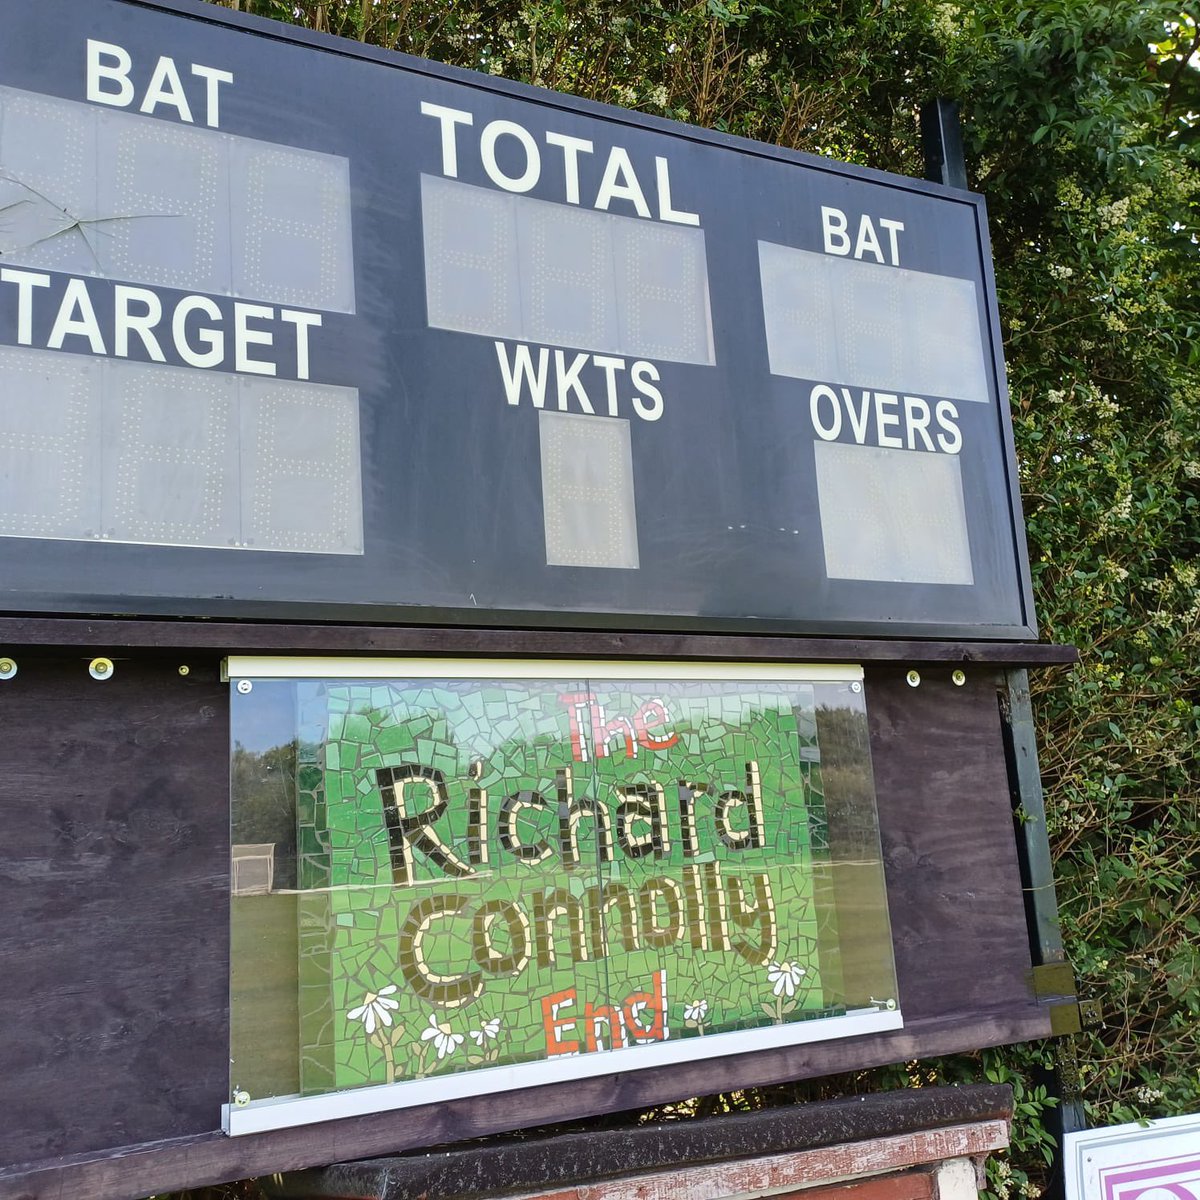 BAT
TOTAL
BAT
TARGET
WKTS
OVERS
The
Richard
Connolly
End